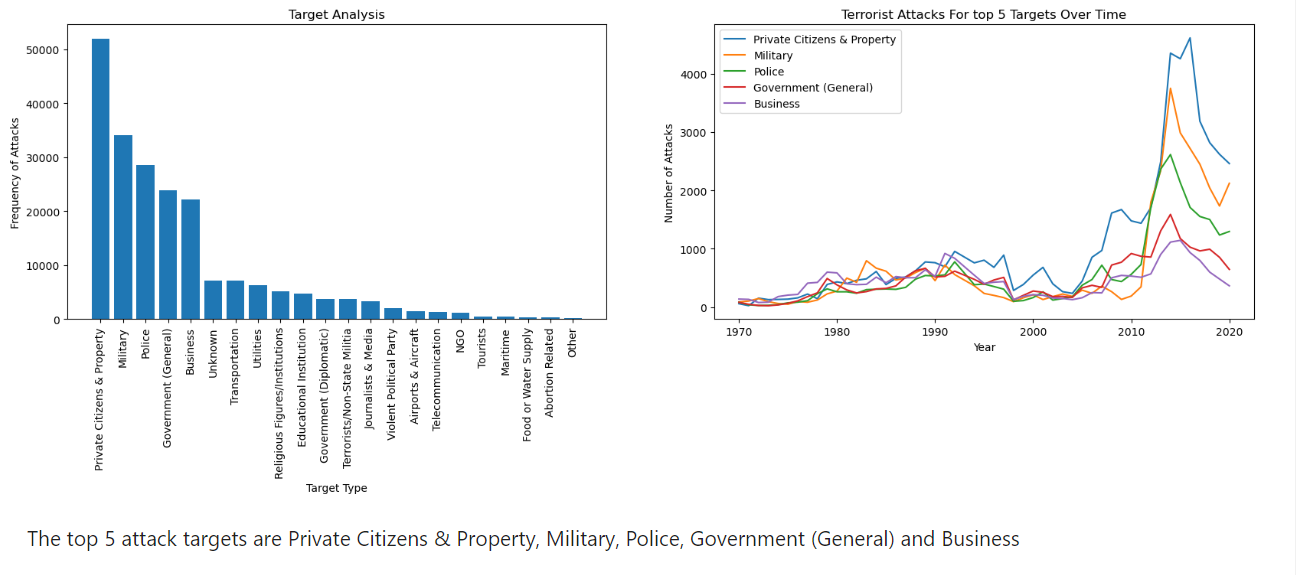 Target Analysis
Frequency of Attacks
50000
40000
30000
20000
10000
0
Private Citizens & Property
Military
Police
Government (General)
Business
Unknown
Transportation
Utilities
Religious Figures/Institutions
Educational Institution
Government (Diplomatic)
Terrorists/Non-State Militia
Journalists & Media
Violent Political Party
Airports & Aircraft
Telecommunication
NGO
Tourists
Maritime
Food or Water Supply
Abortion Related
Other
Target Type
Terrorist Attacks For top 5 Targets Over Time
Private Citizens & Property
Military
Police
Government (General)
Business
Number of Attacks
4000
3000
2000
1000
0
1970 1980 1990 2000 2010 2020
Year
The top 5 attack targets are Private Citizens & Property, Military, Police, Government (General) and Business